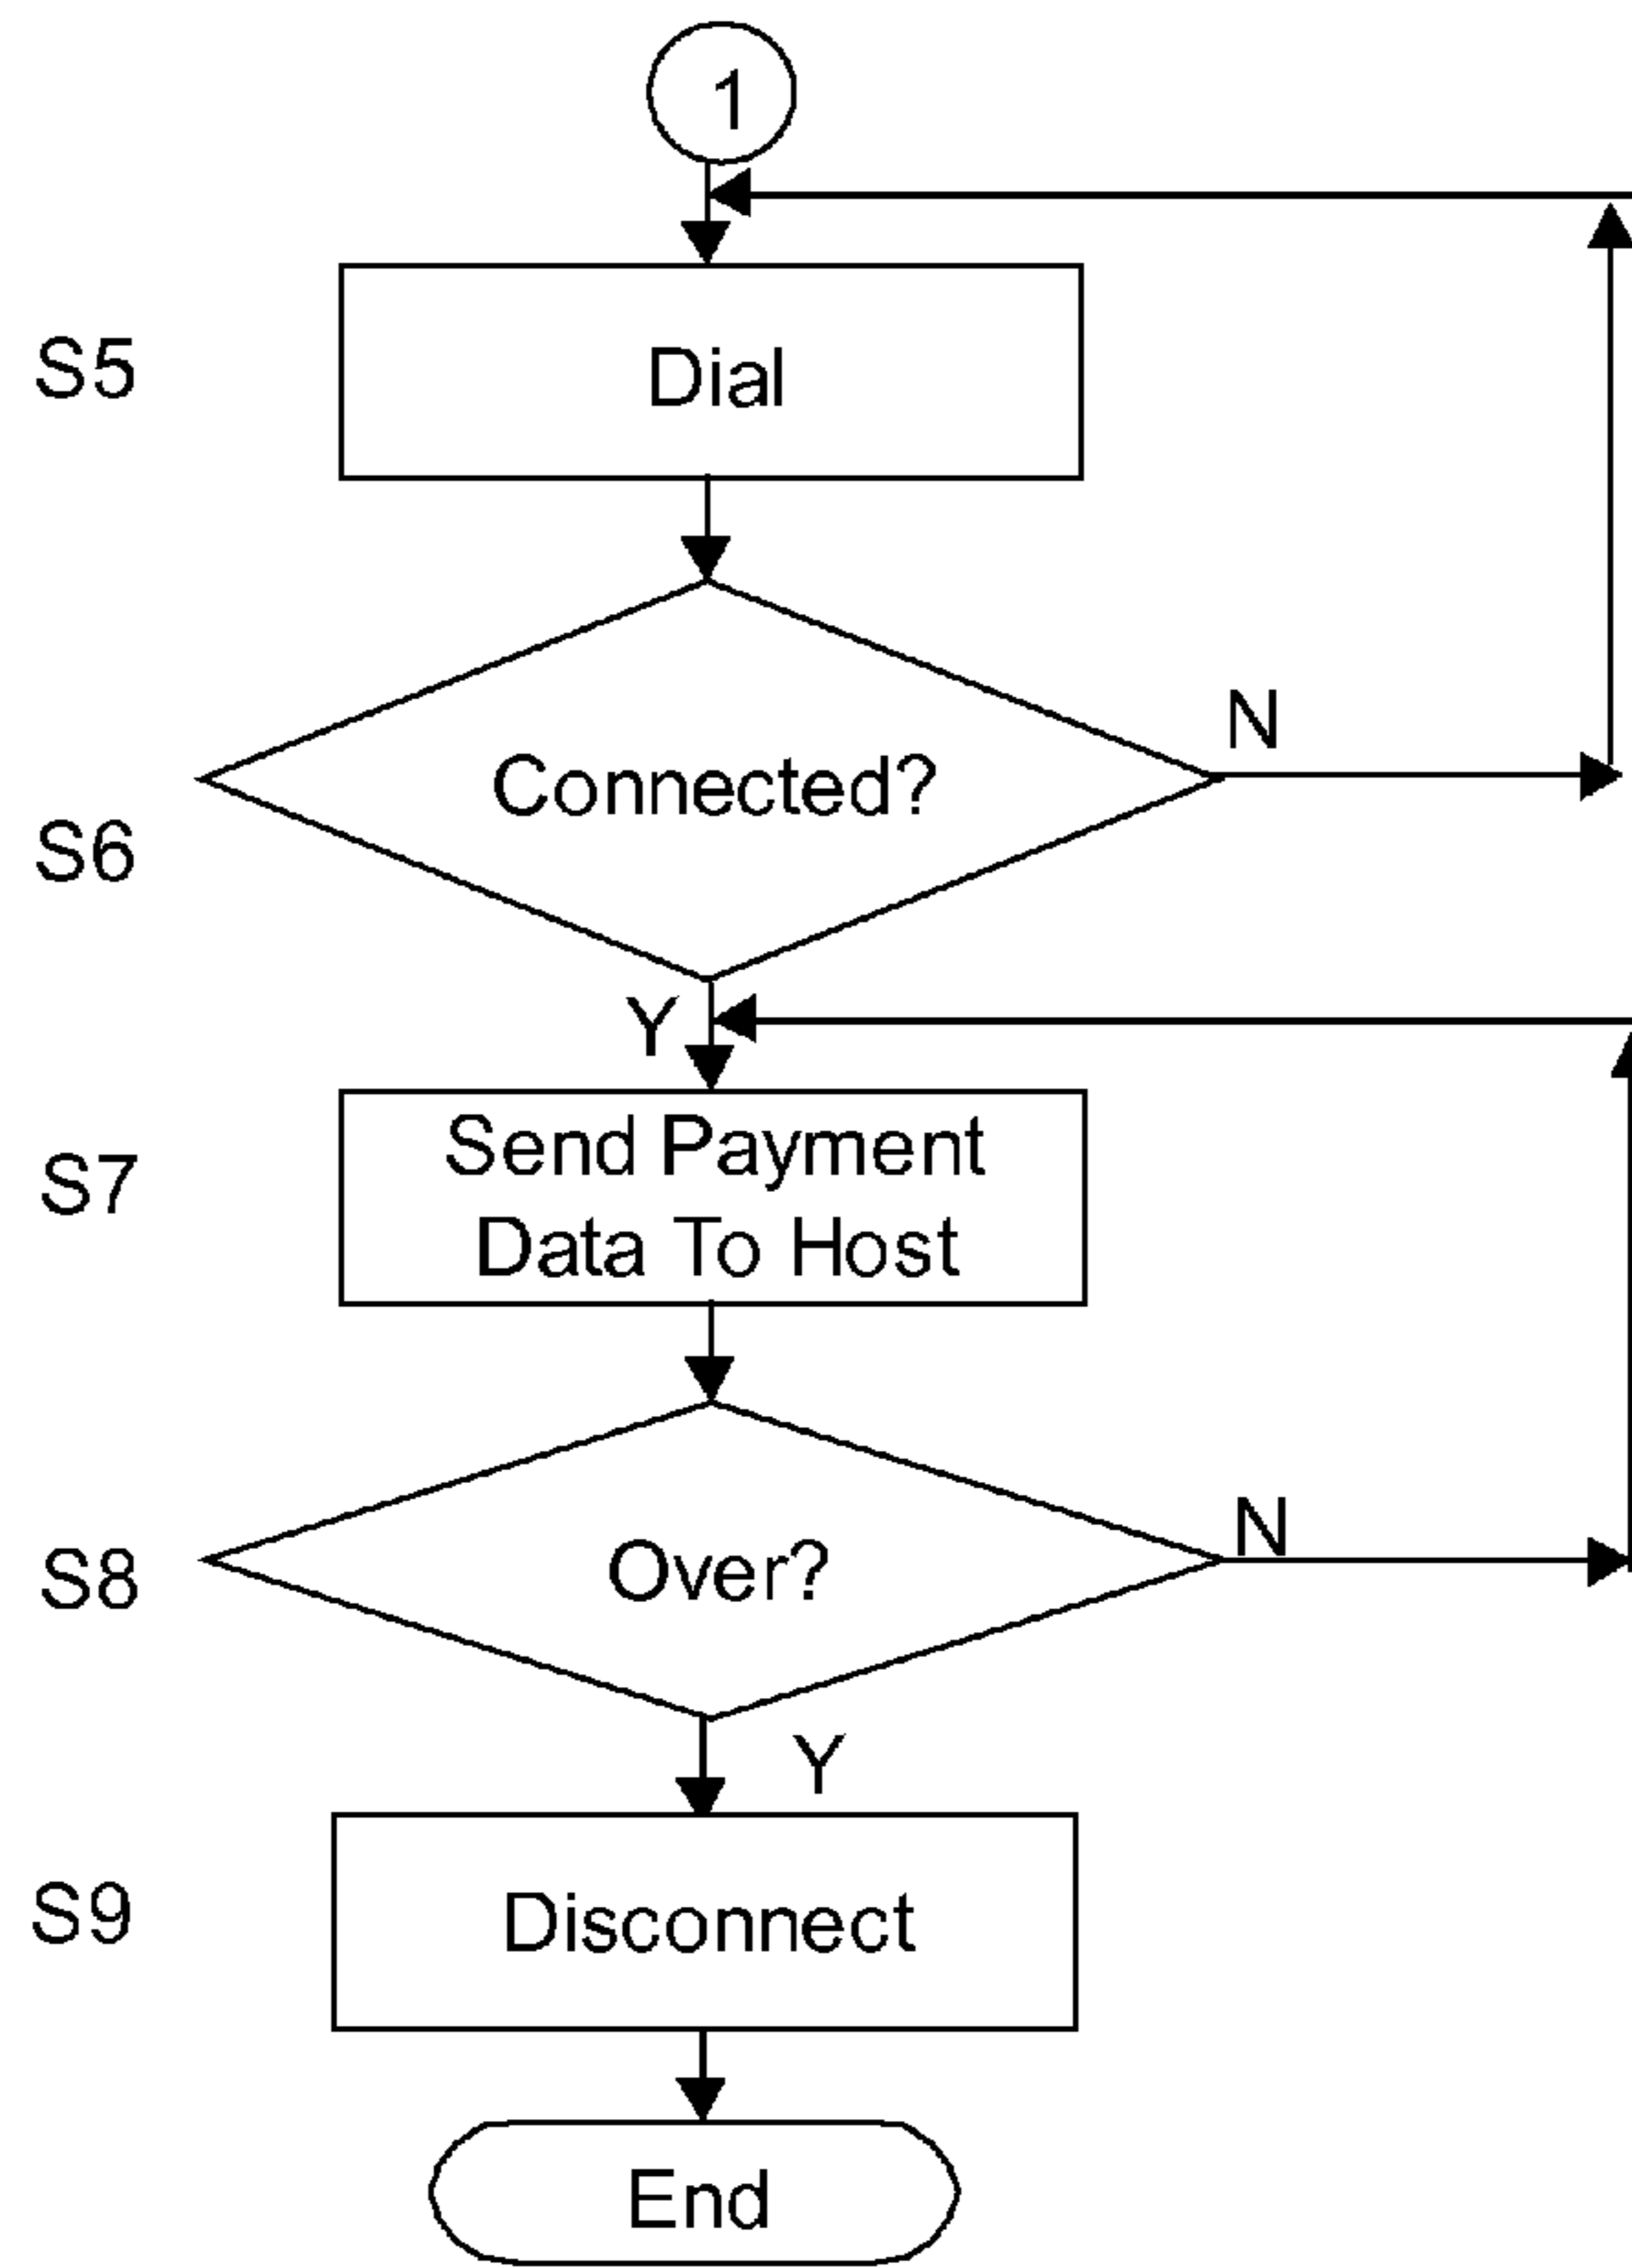 1
S5
Dial
Connected?
N
S6
Y
Send Payment
Data To Host
S7
Over?
N
S8
Y
S9
Disconnect
End